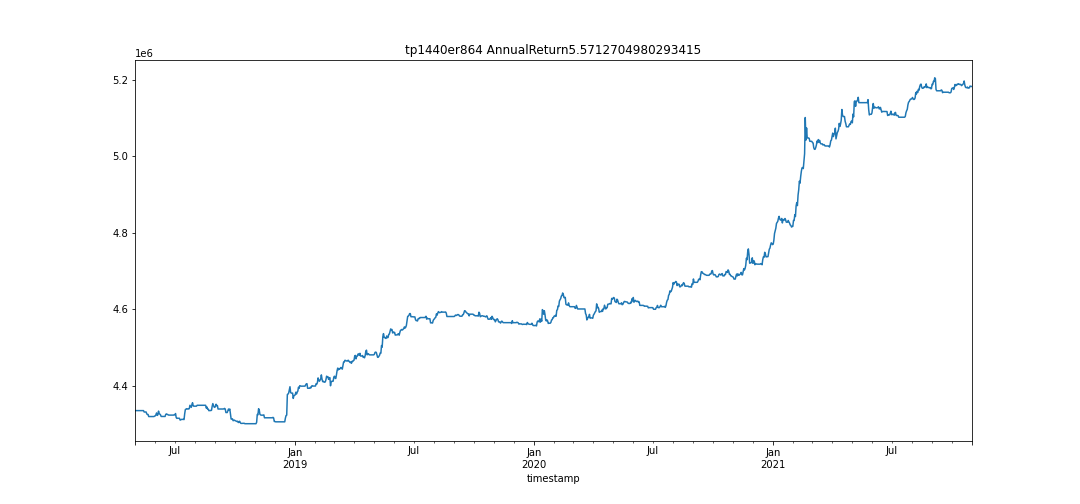 tp1440er864 AnnualReturn5.5712704980293415
1e6
5.2
5.0
4.8
4.6
4.4
Jul Jan Jul Jan Jul Jan Jul
2019 2020 2021
timestamp